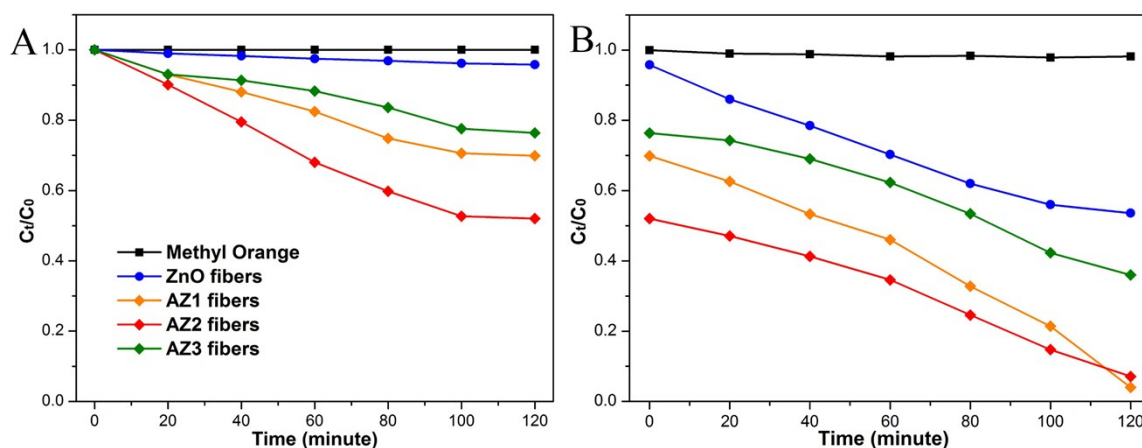 A
1.0
0.8
0.6
0.4
0.2
0.0
Ct/C0
Methyl Orange
ZnO fibers
AZ1 fibers
AZ2 fibers
AZ3 fibers
0 20 40 60 80 100 120
Time (minute)
B
1.0
0.8
0.6
0.4
0.2
0.0
Ct/C0
0 20 40 60 80 100 120
Time (minute)